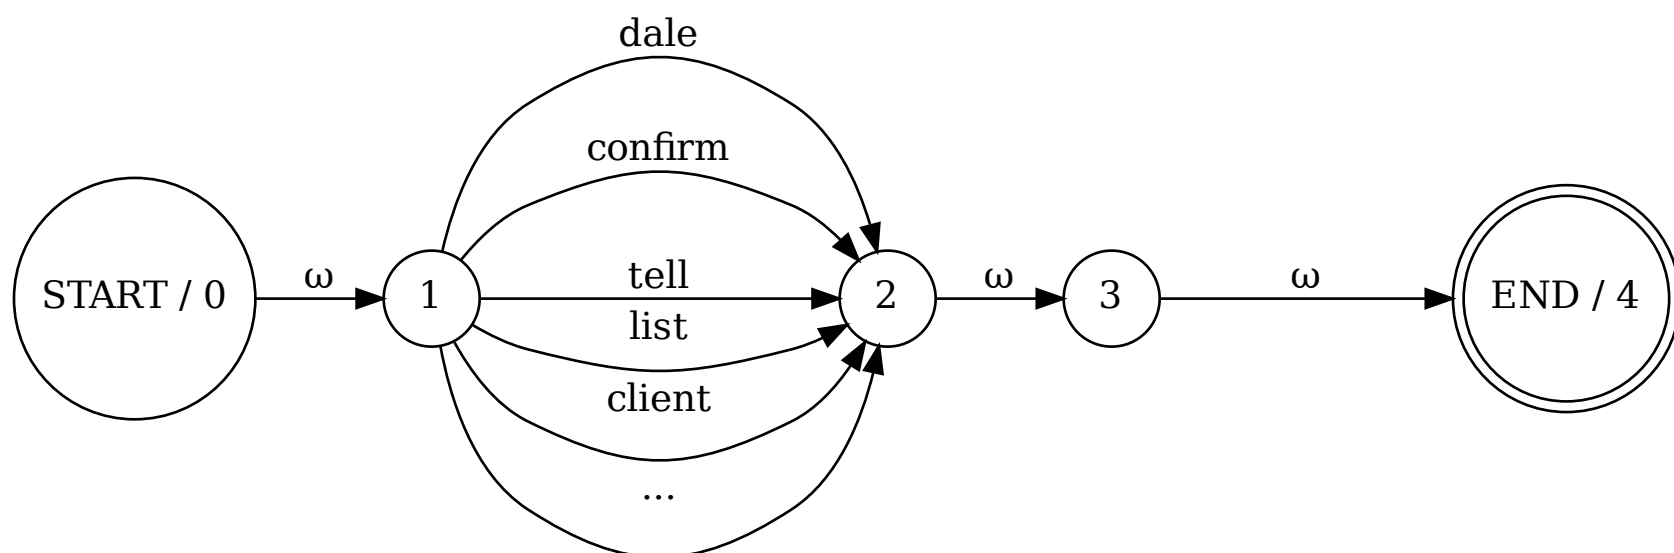 dale
confirm
START / 0 ω 1 tell 2 ω 3 ω END / 4
list
client
...